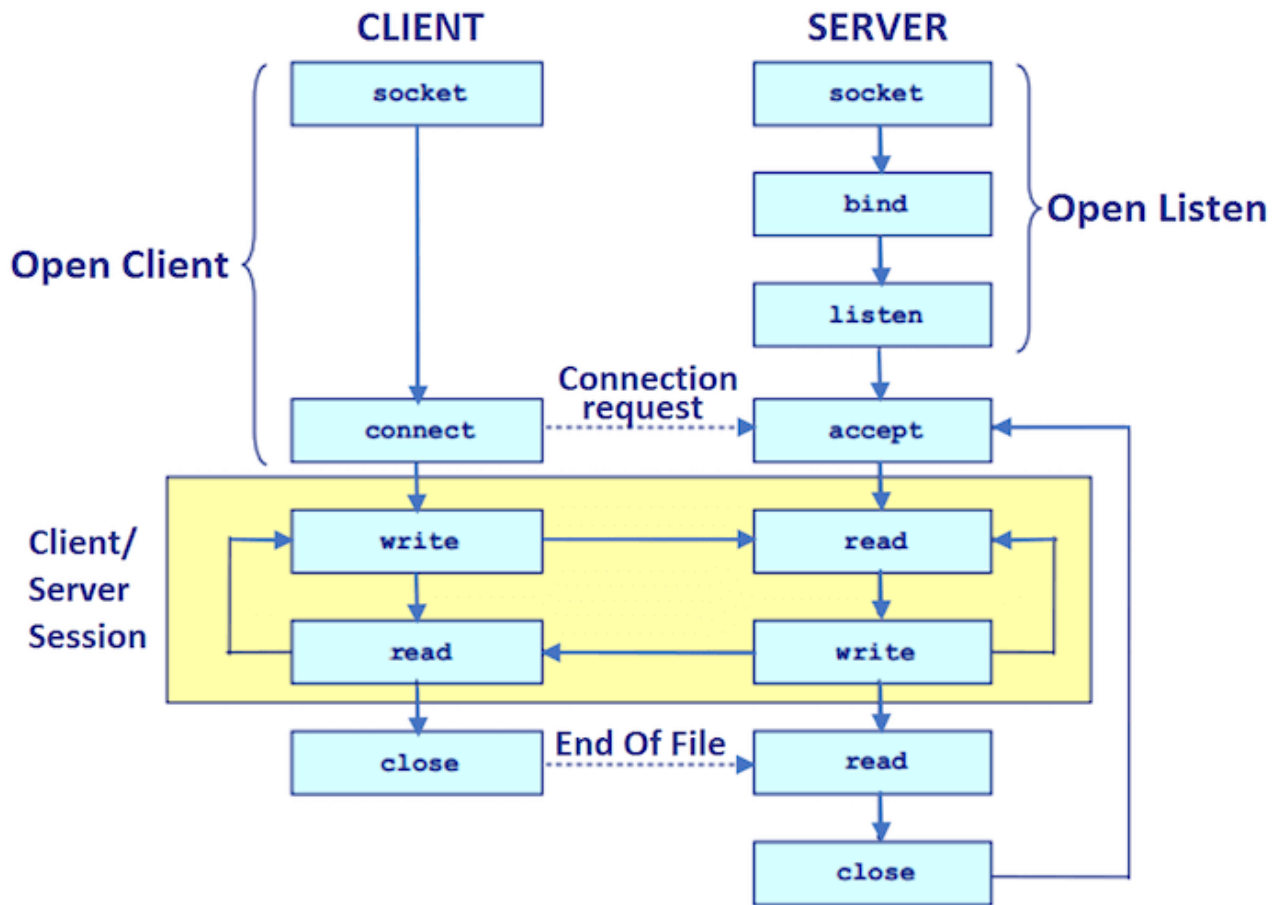 CLIENT
SERVER
socket
socket
bind
Open Listen
Open Client
listen
Connection
request
connect
accept
Client/
Server
Session
write
read
read
write
close
End Of File
read
close